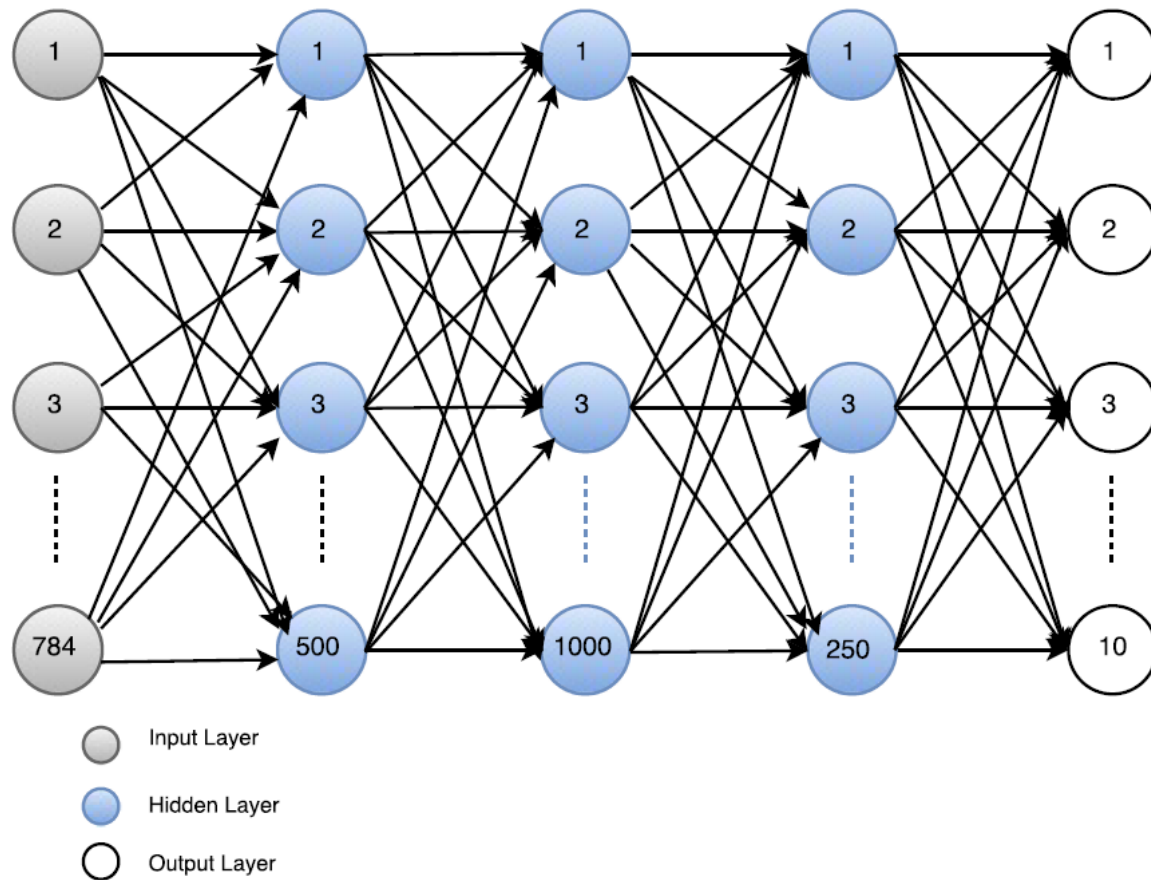 1 1 1 1 1
2 2 2 2 2
3 3 3 3 3
784 500 1000 250 10
Input Layer
Hidden Layer
Output Layer